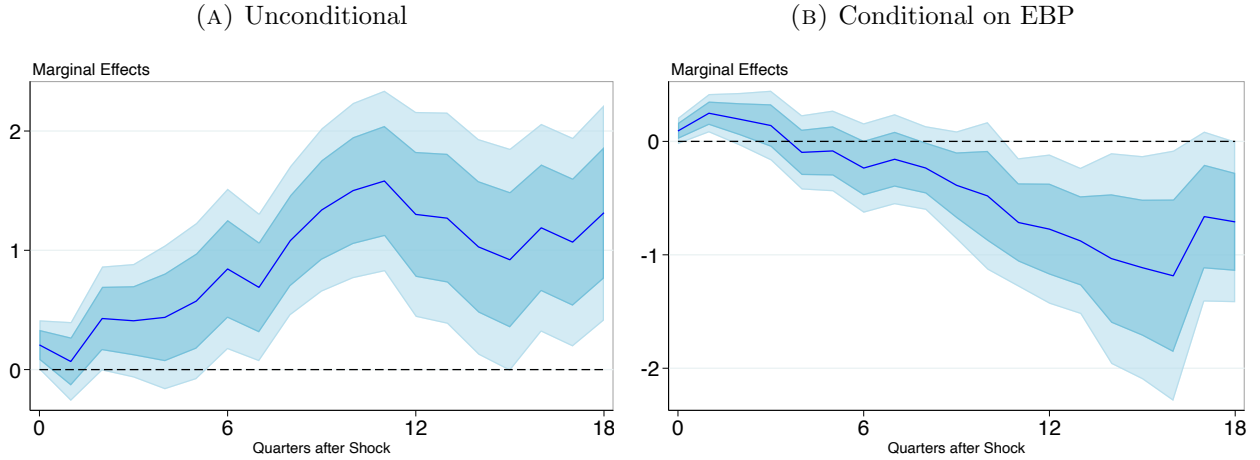 (A) Unconditional
Marginal Effects
2
1
0
0
6
12
18
Quarters after Shock
(B) Conditional on EBP
Marginal Effects
0
-1
-2
0
6
12
18
Quarters after Shock